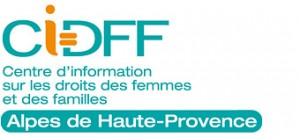 CiDFF
Centre d'information
sur les droits des femmes
et des familles
Alpes de Haute-Provence